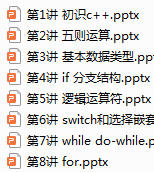 第1讲 初识c++.pptx
第2讲 五则运算.pptx
第3讲 基本数据类型.pp
第4讲 if 分支结构.pptx
第5讲 逻辑运算符.pptx
第6讲 switch和选择嵌套
第7讲 while do-while.p
第8讲 for.pptx